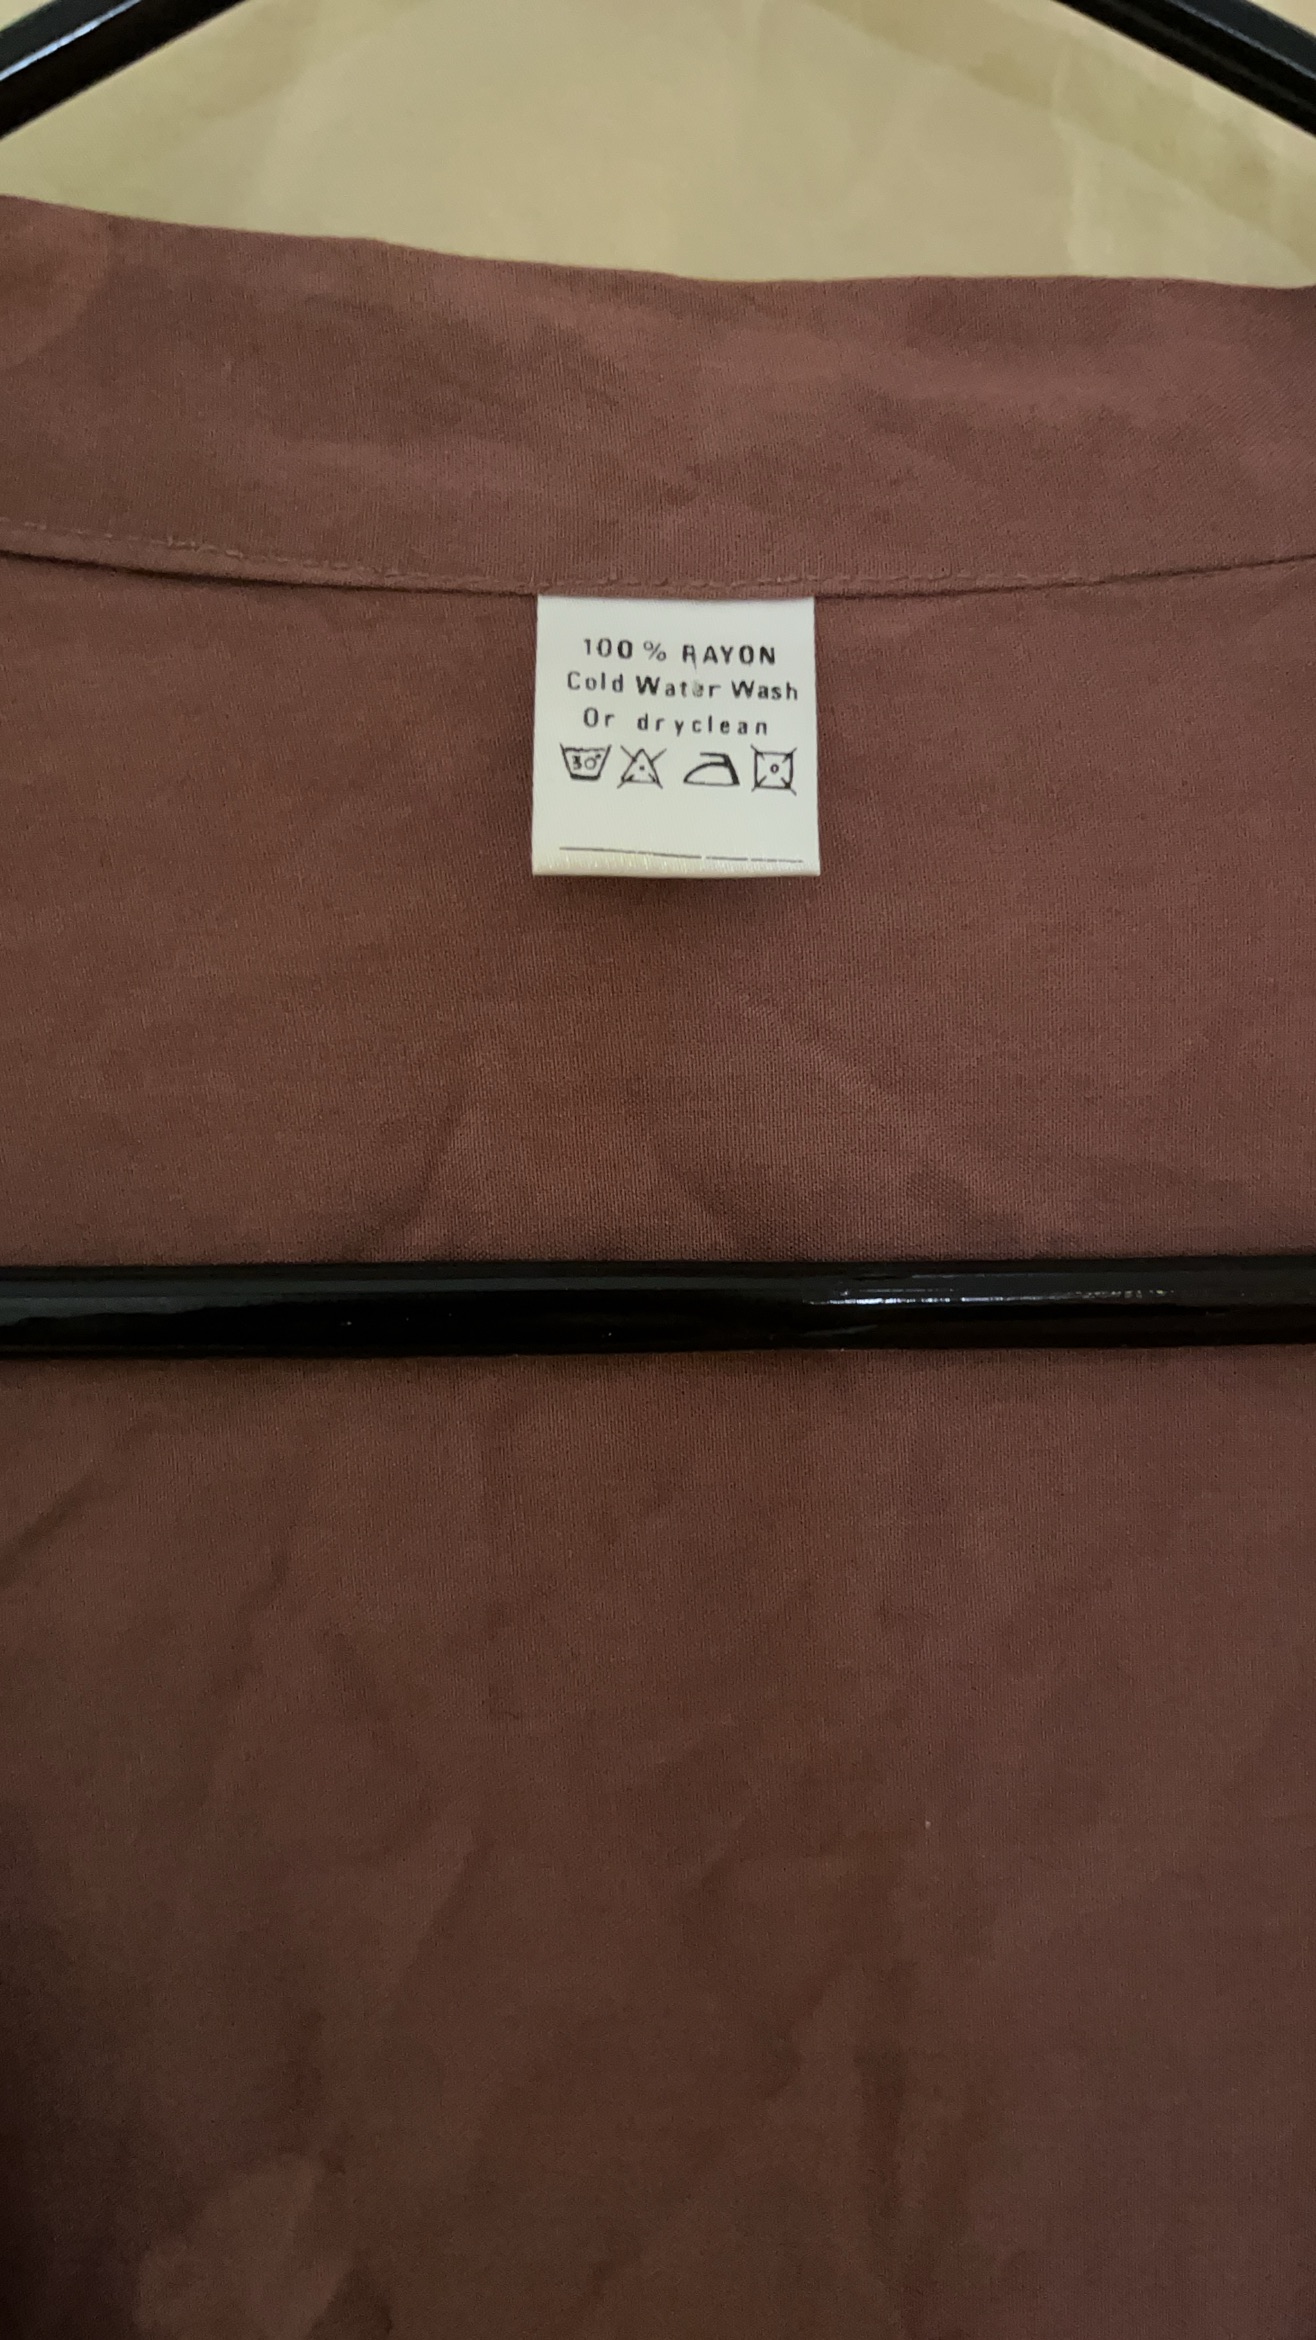 100 % RAYON
Cold Water Wash
Or dryclean
30°